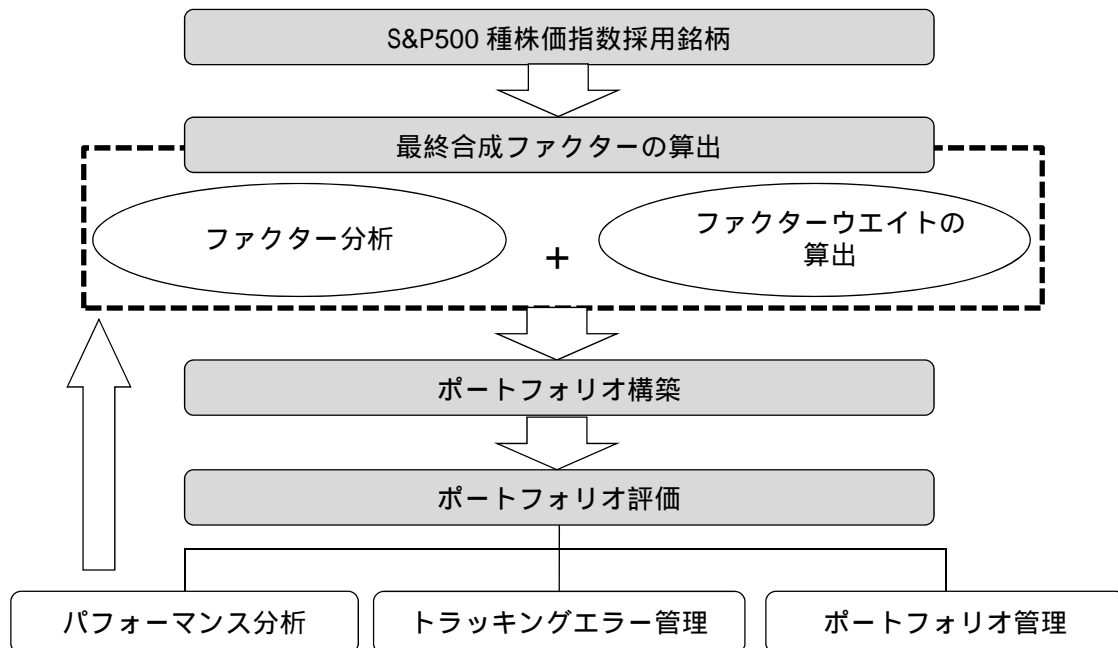 S&P500 種株価指数採用銘柄
最終合成ファクターの算出
ファクター分析
+
ファクターウエイトの
算出
ポートフォリオ構築
ポートフォリオ評価
パフォーマンス分析
トラッキングエラー管理
ポートフォリオ管理